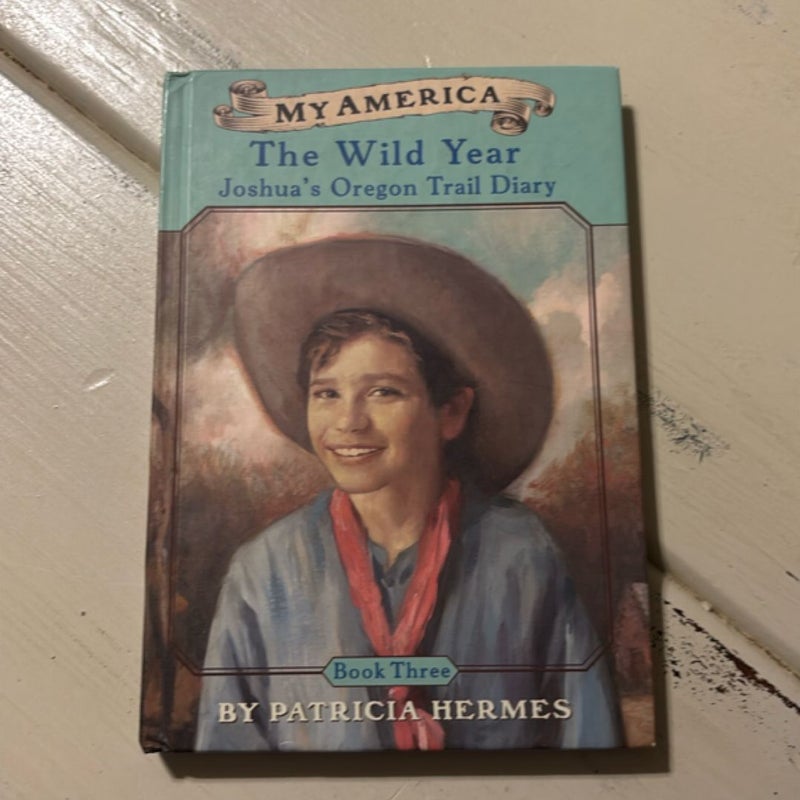 MY AMERICA
The Wild Year
Joshua's Oregon Trail Diary
Book Three
BY PATRICIA HERMES